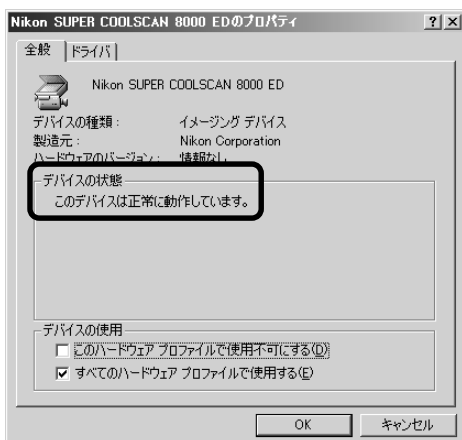 Nikon SUPER COOLSCAN 8000 EDのプロパティ
全般 ドライバ
Nikon SUPER COOLSCAN 8000 ED
デバイスの種類: イメージング デバイス
製造元: Nikon Corporation
ハードウェアのバージョン: 情報なし
デバイスの状態
このデバイスは正常に動作しています。
デバイスの使用
このハードウェア プロファイルで使用不可にする(D)
すべてのハードウェア プロファイルで使用する(E)
OK キャンセル